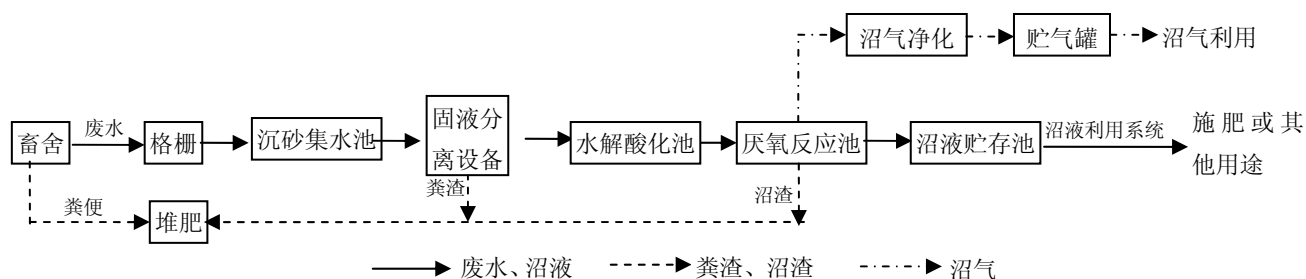 沼气净化
贮气罐
沼气利用
畜舍
废水
格栅
沉砂集水池
固液分
离设备
水解酸化池
厌氧反应池
沼液贮存池
沼液利用系统
施肥或其
他用途
粪便
堆肥
粪渣
沼渣
废水、沼液
粪渣、沼渣
沼气